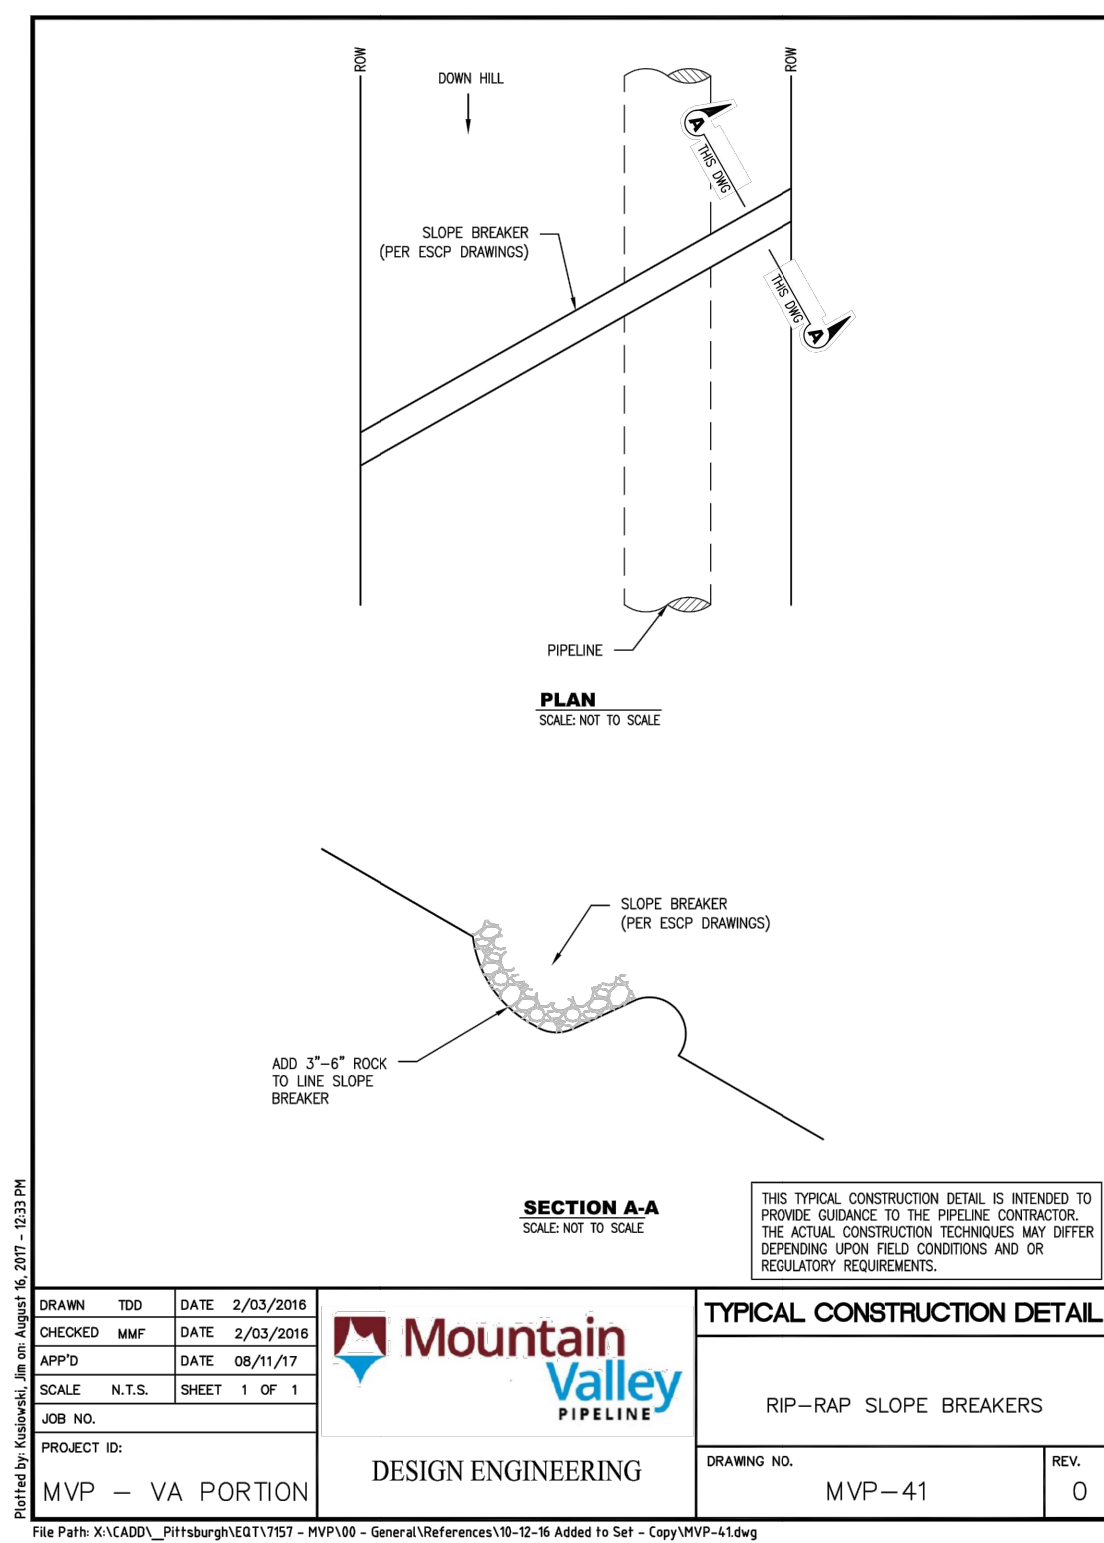 ROW
ROW
DOWN HILL
A
THIS DWG
SLOPE BREAKER
(PER ESCP DRAWINGS)
THIS DWG
A
PIPELINE
PLAN
SCALE: NOT TO SCALE
SLOPE BREAKER
(PER ESCP DRAWINGS)
ADD 3"-6" ROCK
TO LINE SLOPE
BREAKER
SECTION A-A
SCALE: NOT TO SCALE
THIS TYPICAL CONSTRUCTION DETAIL IS INTENDED TO
PROVIDE GUIDANCE TO THE PIPELINE CONTRACTOR.
THE ACTUAL CONSTRUCTION TECHNIQUES MAY DIFFER
DEPENDING UPON FIELD CONDITIONS AND OR
REGULATORY REQUIREMENTS.
DRAWN TDD DATE 2/03/2016
CHECKED MMF DATE 2/03/2016
APP'D DATE 08/11/17
SCALE N.T.S. SHEET 1 OF 1
JOB NO.
PROJECT ID:
MVP - VA PORTION
Mountain
Valley
PIPELINE
DESIGN ENGINEERING
TYPICAL CONSTRUCTION DETAIL
RIP-RAP SLOPE BREAKERS
DRAWING NO.
MVP-41
REV.
0
Plotted by: Kusiowski, Jim on: August 16, 2017 - 12:33 PM
File Path: X:\CADD\_Pittsburgh\EQT\7157 - MVP\00 - General\References\10-12-16 Added to Set - Copy\MVP-41.dwg